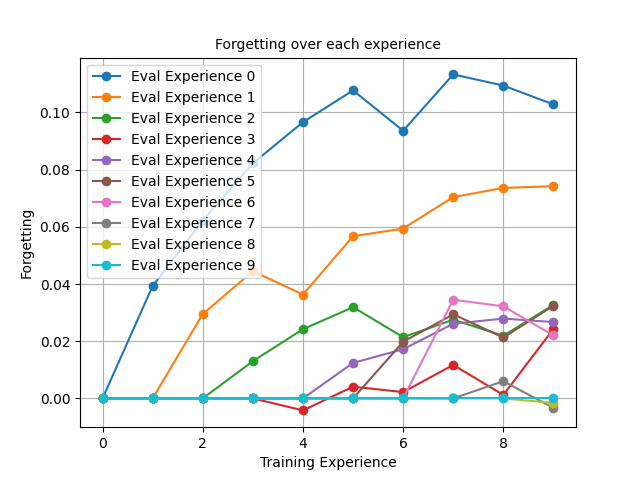 Forgetting over each experience
Eval Experience 0
Eval Experience 1
Eval Experience 2
Eval Experience 3
Eval Experience 4
Eval Experience 5
Eval Experience 6
Eval Experience 7
Eval Experience 8
Eval Experience 9
0.10
0.08
0.06
0.04
0.02
0.00
Forgetting
0 2 4 6 8
Training Experience